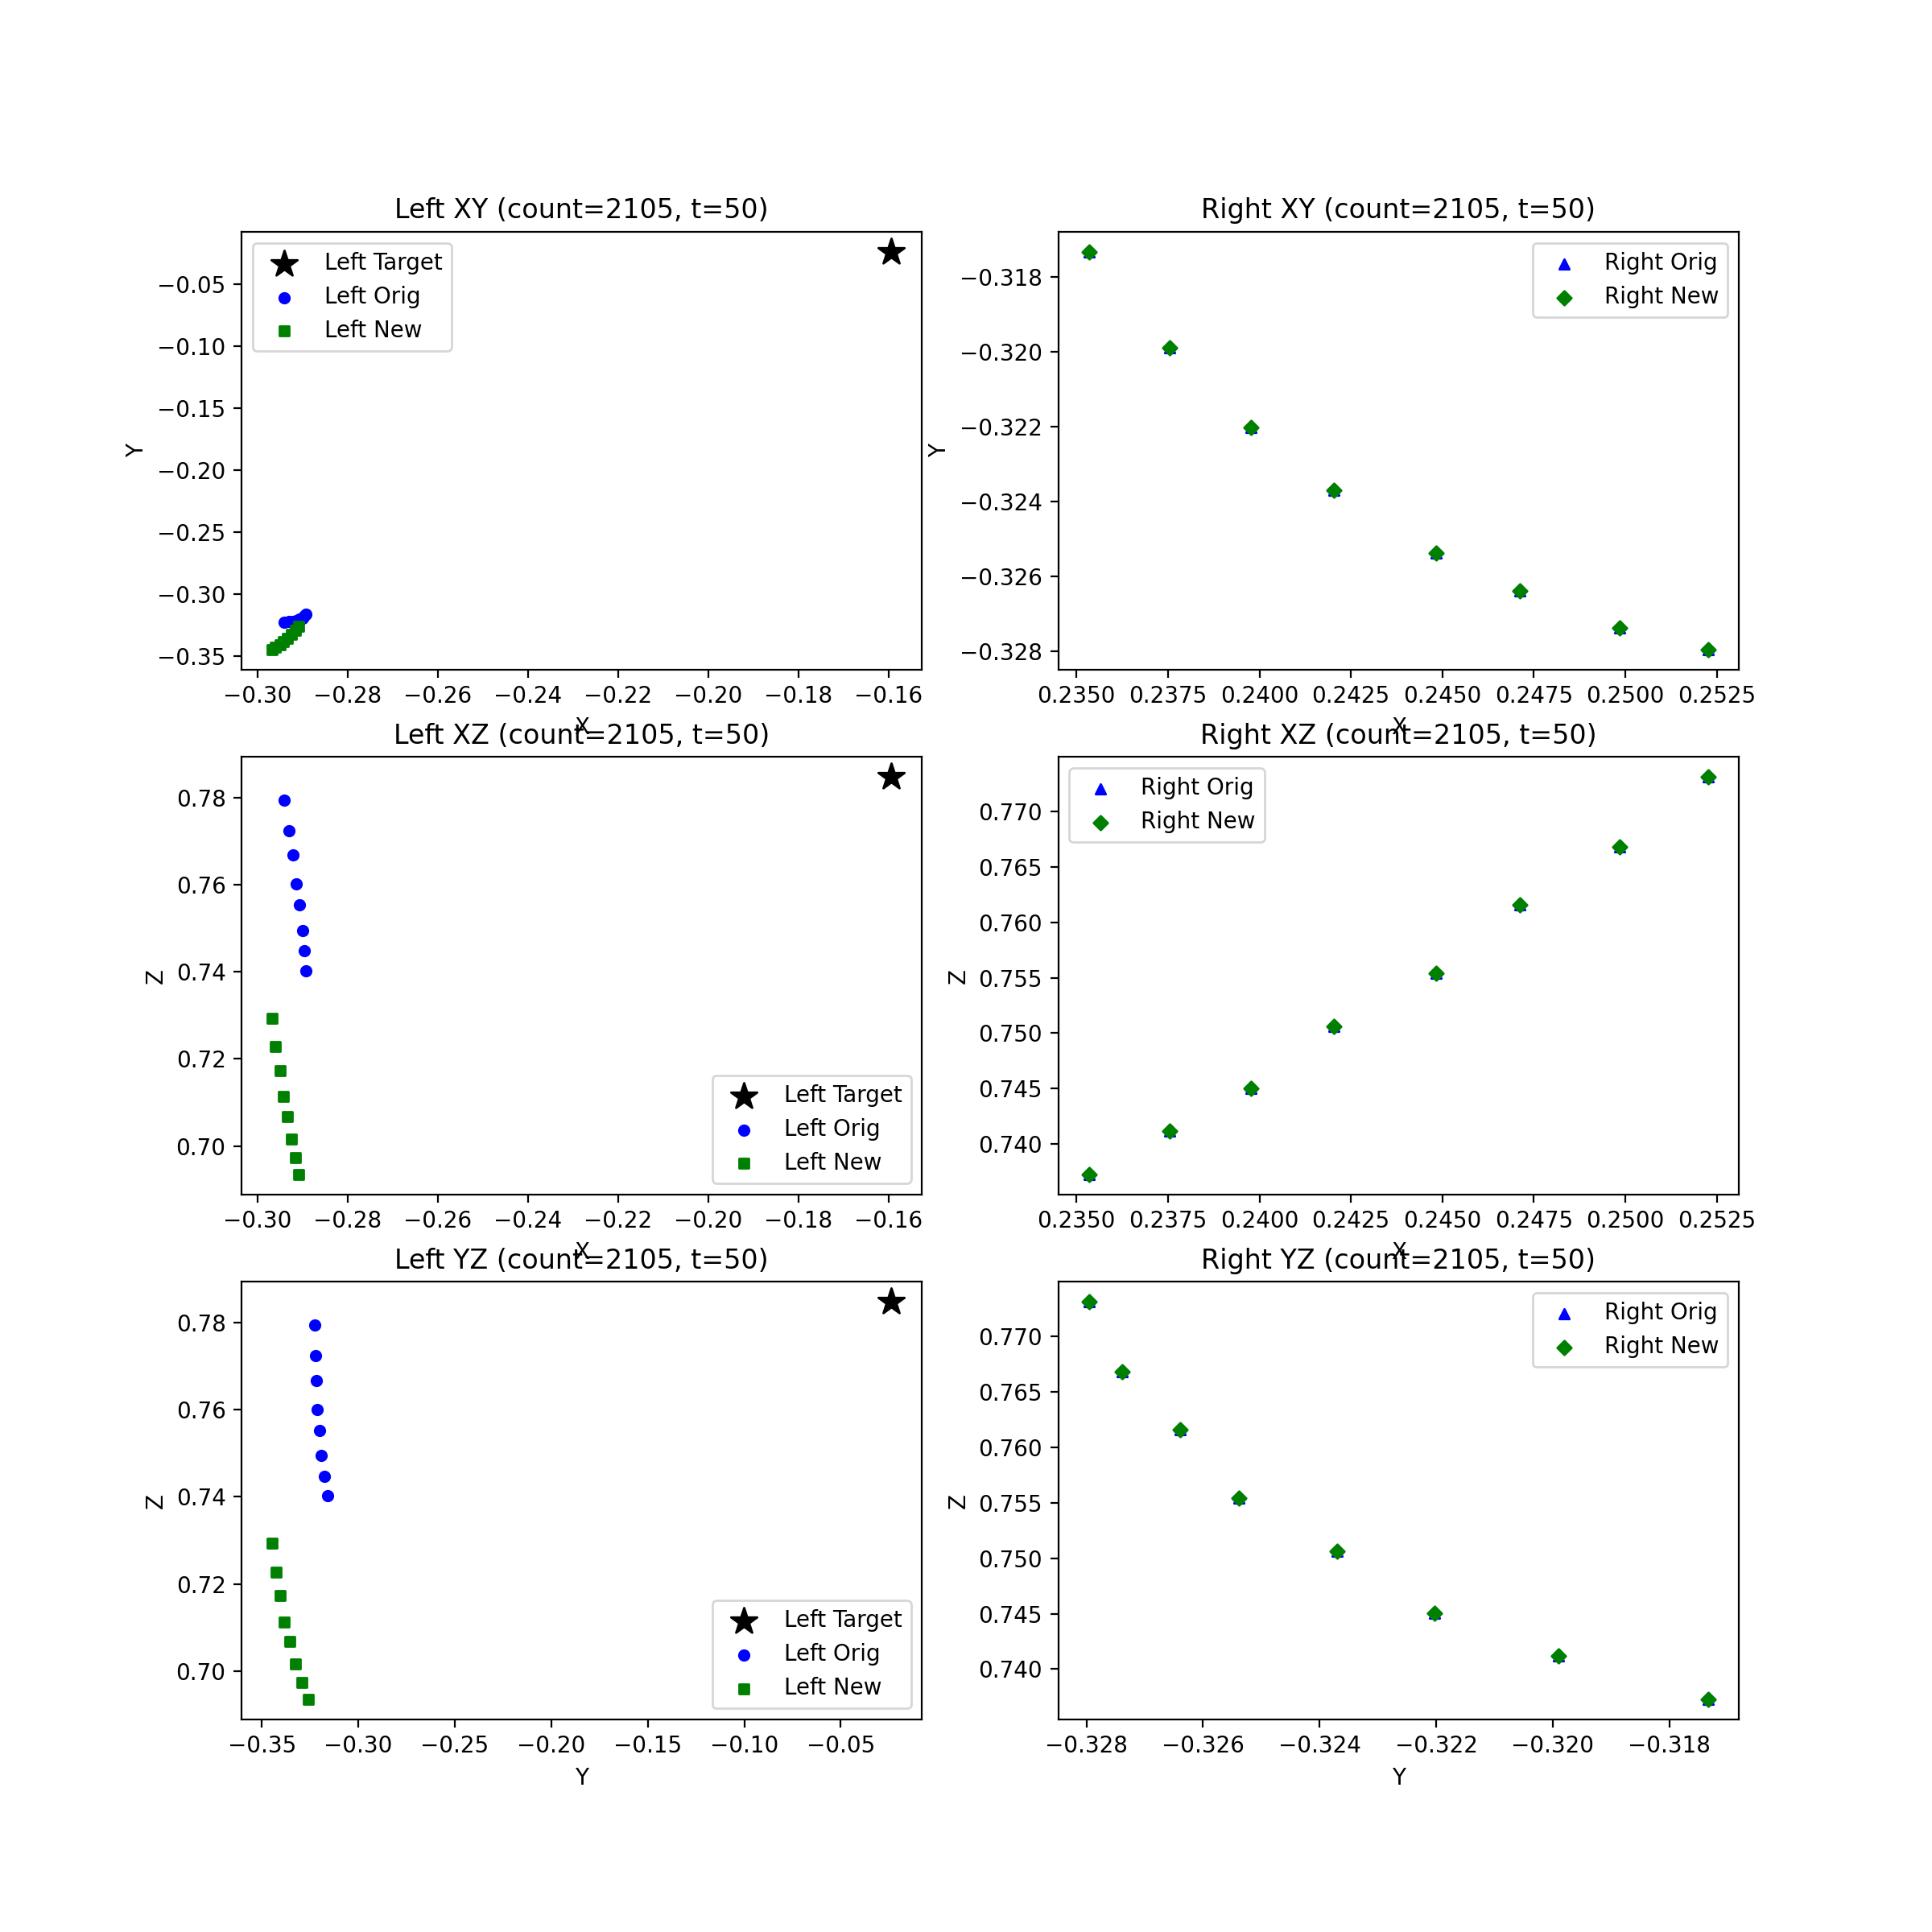 Left XY (count=2105, t=50)
Left Target
Left Orig
Left New
−0.05
−0.10
−0.15
−0.20
−0.25
−0.30
−0.35
Y
−0.30 −0.28 −0.26 −0.24 −0.22 −0.20 −0.18 −0.16
X
Right XY (count=2105, t=50)
Right Orig
Right New
−0.318
−0.320
−0.322
−0.324
−0.326
−0.328
Y
0.2350 0.2375 0.2400 0.2425 0.2450 0.2475 0.2500 0.2525
X
Left XZ (count=2105, t=50)
Left Target
Left Orig
Left New
0.78
0.76
0.74
0.72
0.70
Z
−0.30 −0.28 −0.26 −0.24 −0.22 −0.20 −0.18 −0.16
X
Right XZ (count=2105, t=50)
Right Orig
Right New
0.770
0.765
0.760
0.755
0.750
0.745
0.740
Z
0.2350 0.2375 0.2400 0.2425 0.2450 0.2475 0.2500 0.2525
X
Left YZ (count=2105, t=50)
Left Target
Left Orig
Left New
0.78
0.76
0.74
0.72
0.70
Z
−0.35 −0.30 −0.25 −0.20 −0.15 −0.10 −0.05
Y
Right YZ (count=2105, t=50)
Right Orig
Right New
0.770
0.765
0.760
0.755
0.750
0.745
0.740
Z
−0.328 −0.326 −0.324 −0.322 −0.320 −0.318
Y